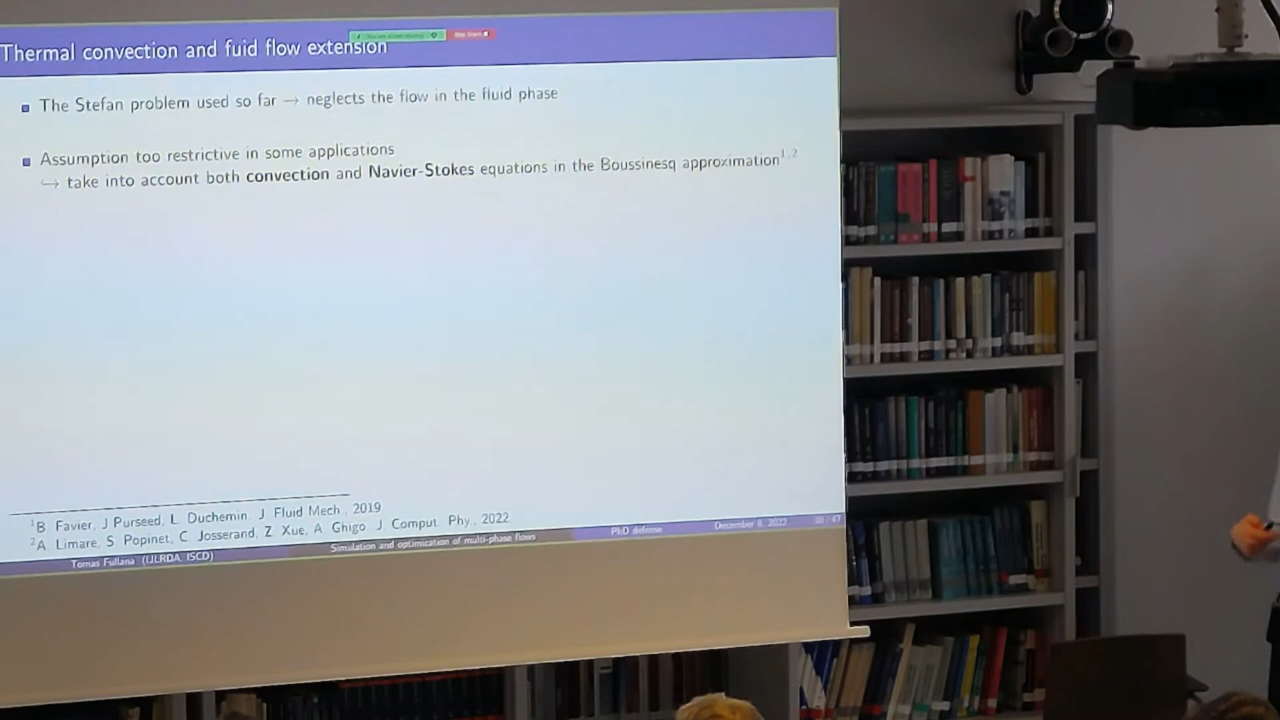 Thermal convection and fuid flow extension
The Stefan problem used so far → neglects the flow in the fluid phase
Assumption too restrictive in some applications
↪ take into account both convection and Navier-Stokes equations in the Boussinesq approximation1,2
1B. Favier, J Purseed, L. Duchemin. J. Fluid Mech., 2019
2A. Limare, S. Popinet, C. Josserand, Z. Xue, A. Ghigo. J. Comput. Phy., 2022
Tomas Fullana (IJLRDA, ISCD) Simulation and optimization of multi-phase flows PhD defense December 8, 2022